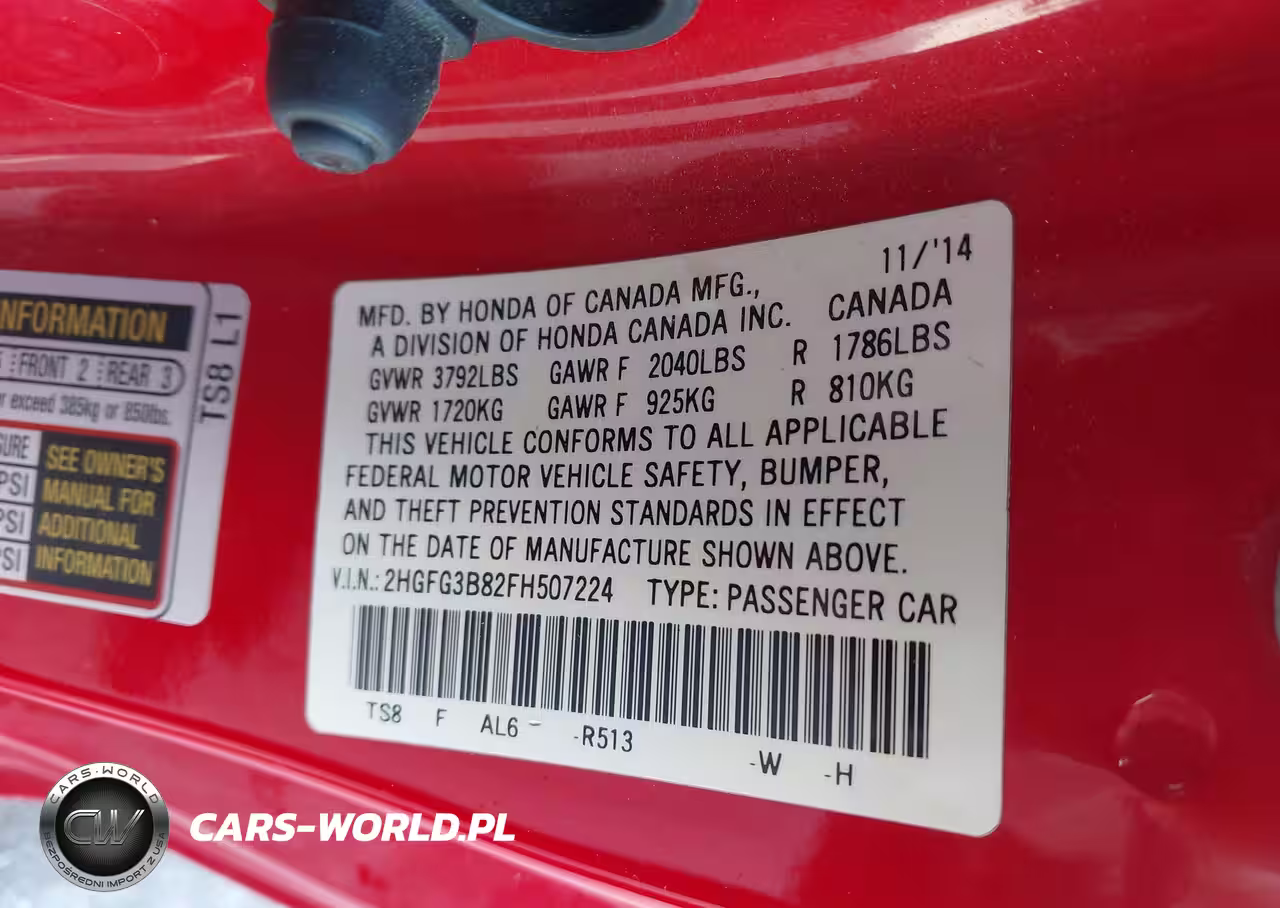 11/'14
MFD. BY HONDA OF CANADA MFG.,
A DIVISION OF HONDA CANADA INC. CANADA
GVWR 3792LBS GAWR F 2040LBS R 1786LBS
GVWR 1720KG GAWR F 925KG R 810KG
THIS VEHICLE CONFORMS TO ALL APPLICABLE
FEDERAL MOTOR VEHICLE SAFETY, BUMPER,
AND THEFT PREVENTION STANDARDS IN EFFECT
ON THE DATE OF MANUFACTURE SHOWN ABOVE.
V.I.N.: 2HGFG3B82FH507224 TYPE: PASSENGER CAR
TS8 F AL6 - -R513 -W -H
NFORMATION
FRONT 2 REAR 3
exceed 385kg or 850lbs.
SEE OWNER'S
MANUAL FOR
ADDITIONAL
INFORMATION
PSI
PSI
PSI
TS8 L1
CARS-WORLD
CW
BEZPOŚREDNI IMPORT Z USA
CARS-WORLD.PL